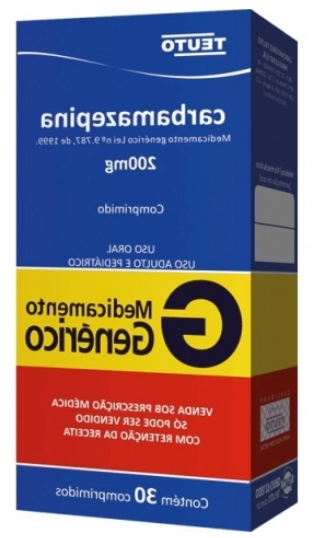 TEUTO
carbamazepina
Medicamento genérico Lei nº 9.787, de 1999.
200mg
Comprimido
USO ORAL
USO ADULTO E PEDIÁTRICO
G
Medicamento
Genérico
VENDA SOB PRESCRIÇÃO MÉDICA
SÓ PODE SER VENDIDO
COM RETENÇÃO DA RECEITA
Contém 30 comprimidos
TEUTO